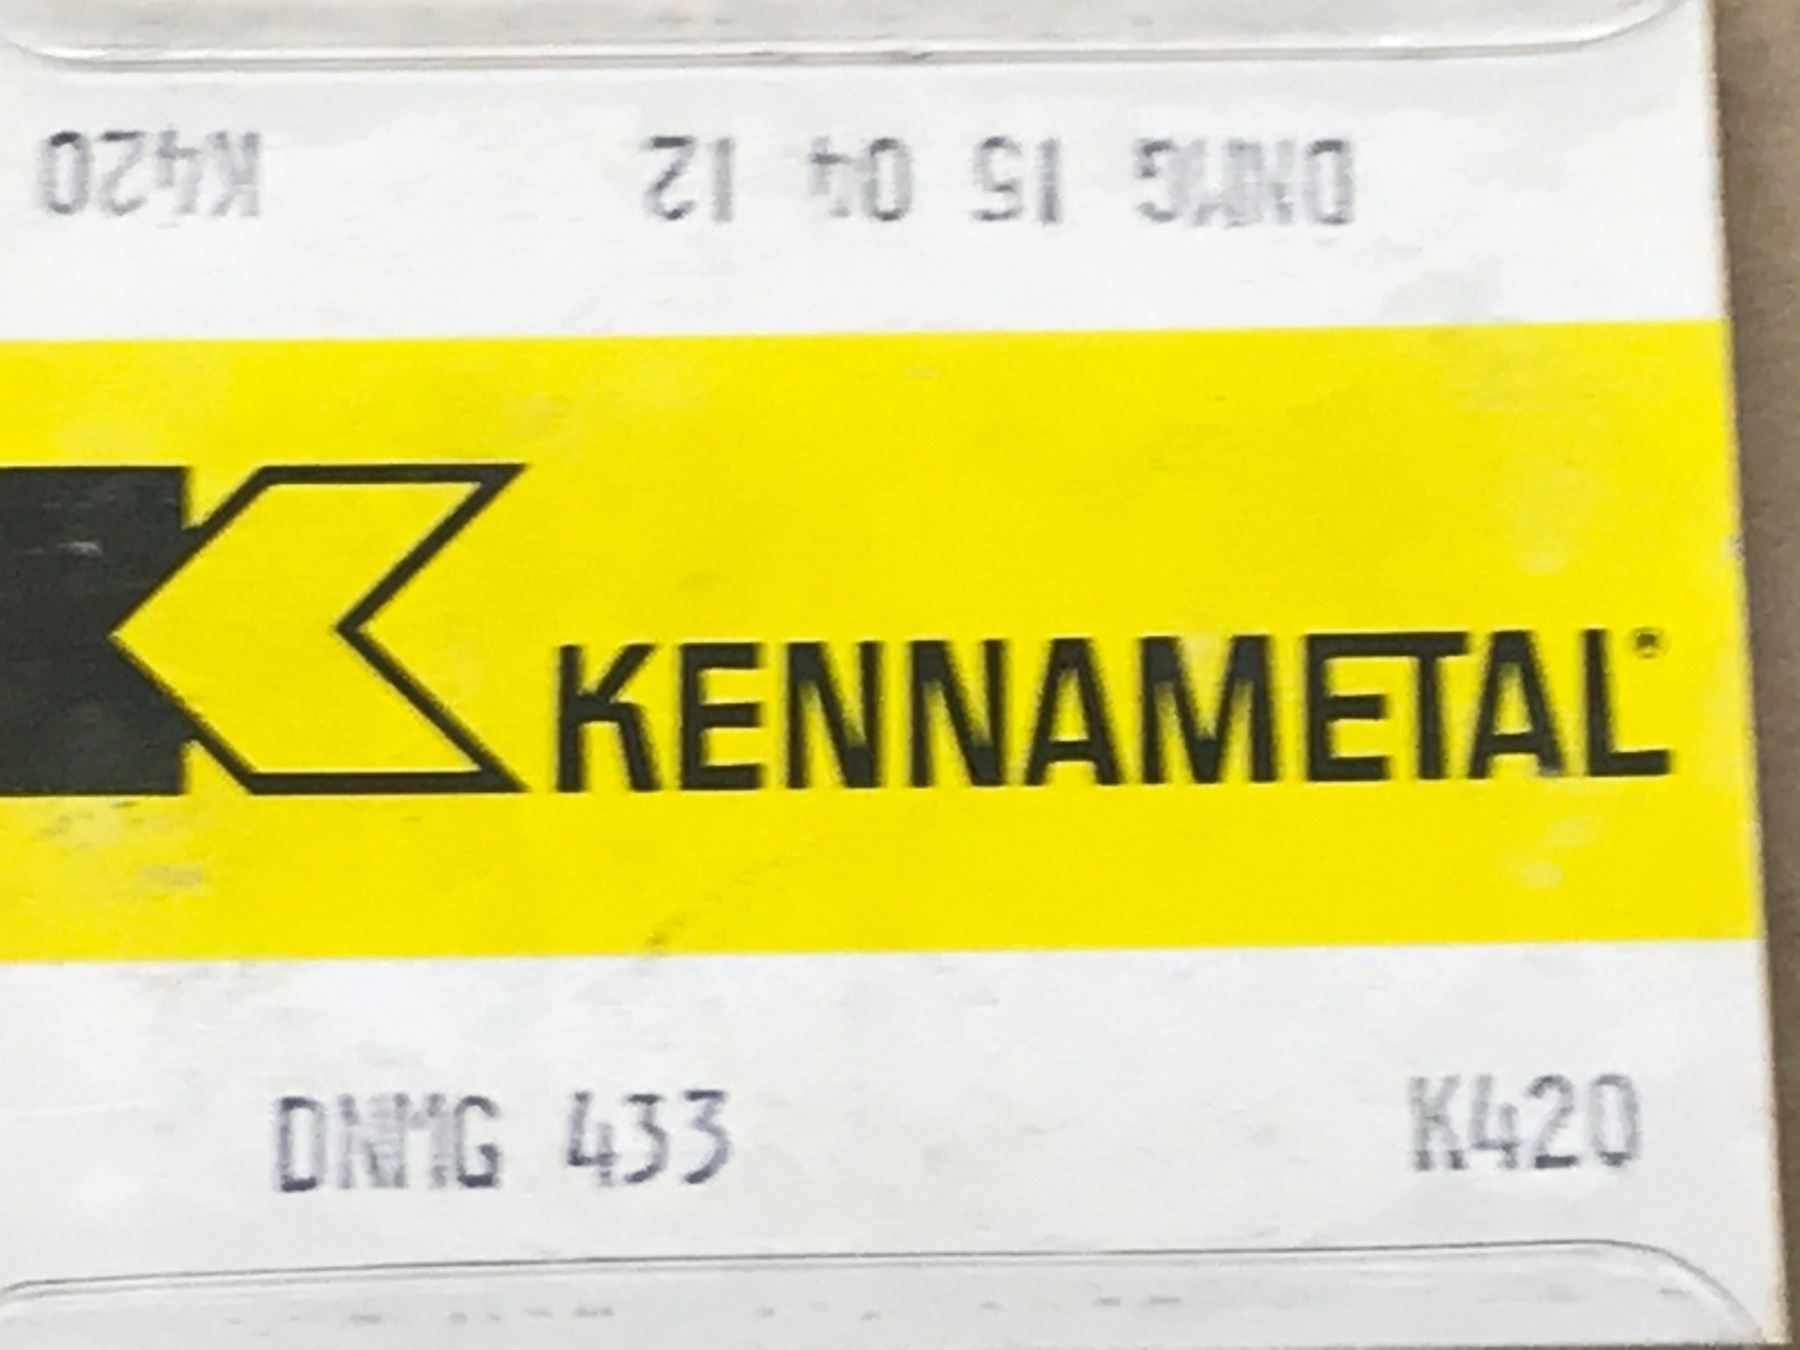 DNMG 15 04 12 K420
KENNAMETAL®
DNMG 433 K420